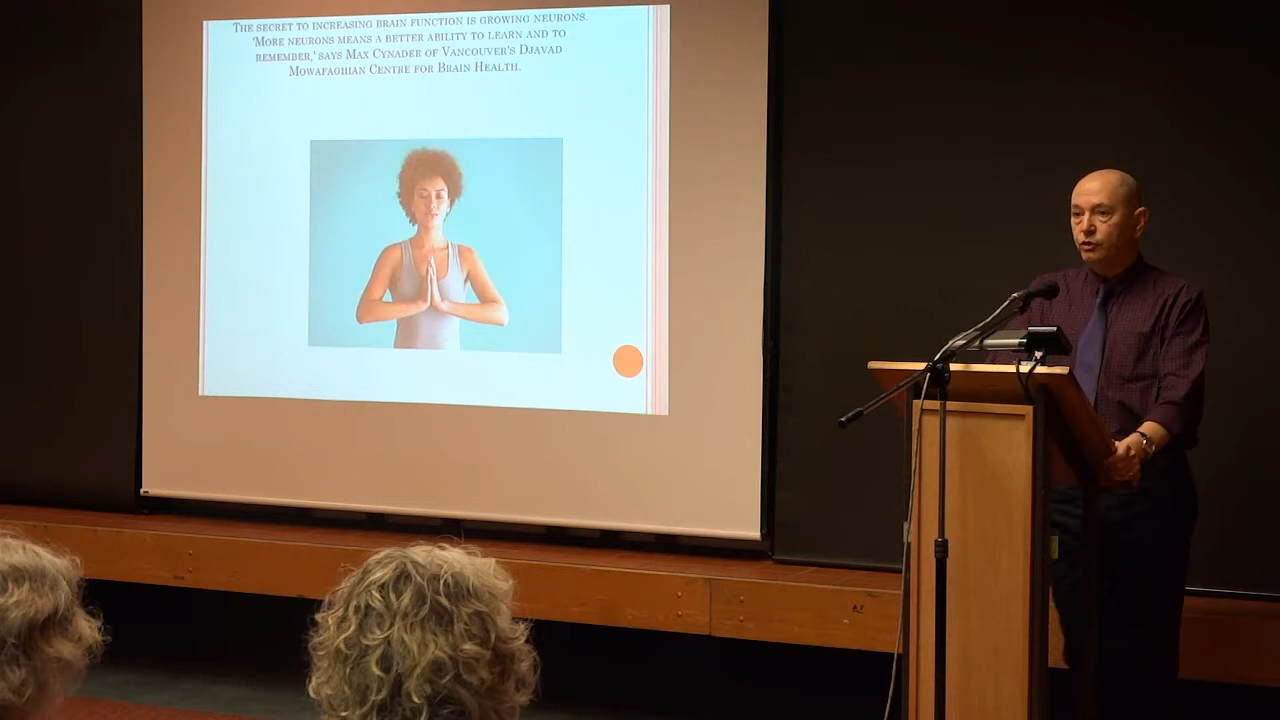 THE SECRET TO INCREASING BRAIN FUNCTION IS GROWING NEURONS.
'MORE NEURONS MEANS A BETTER ABILITY TO LEARN AND TO
REMEMBER,' SAYS MAX CYNADER OF VANCOUVER'S DJAVAD
MOWAFAGHIAN CENTRE FOR BRAIN HEALTH.